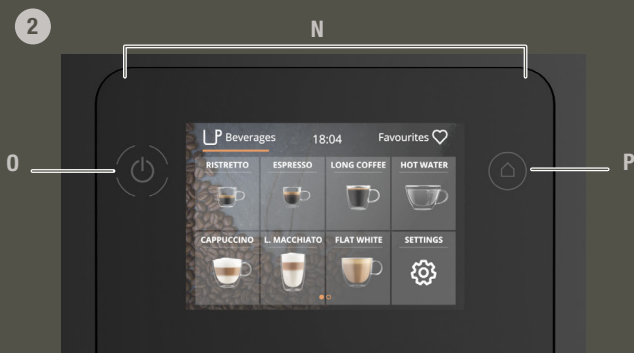 2
N
O
P
Beverages 18:04 Favourites
RISTRETTO ESPRESSO LONG COFFEE HOT WATER
CAPPUCCINO L. MACCHIATO FLAT WHITE SETTINGS